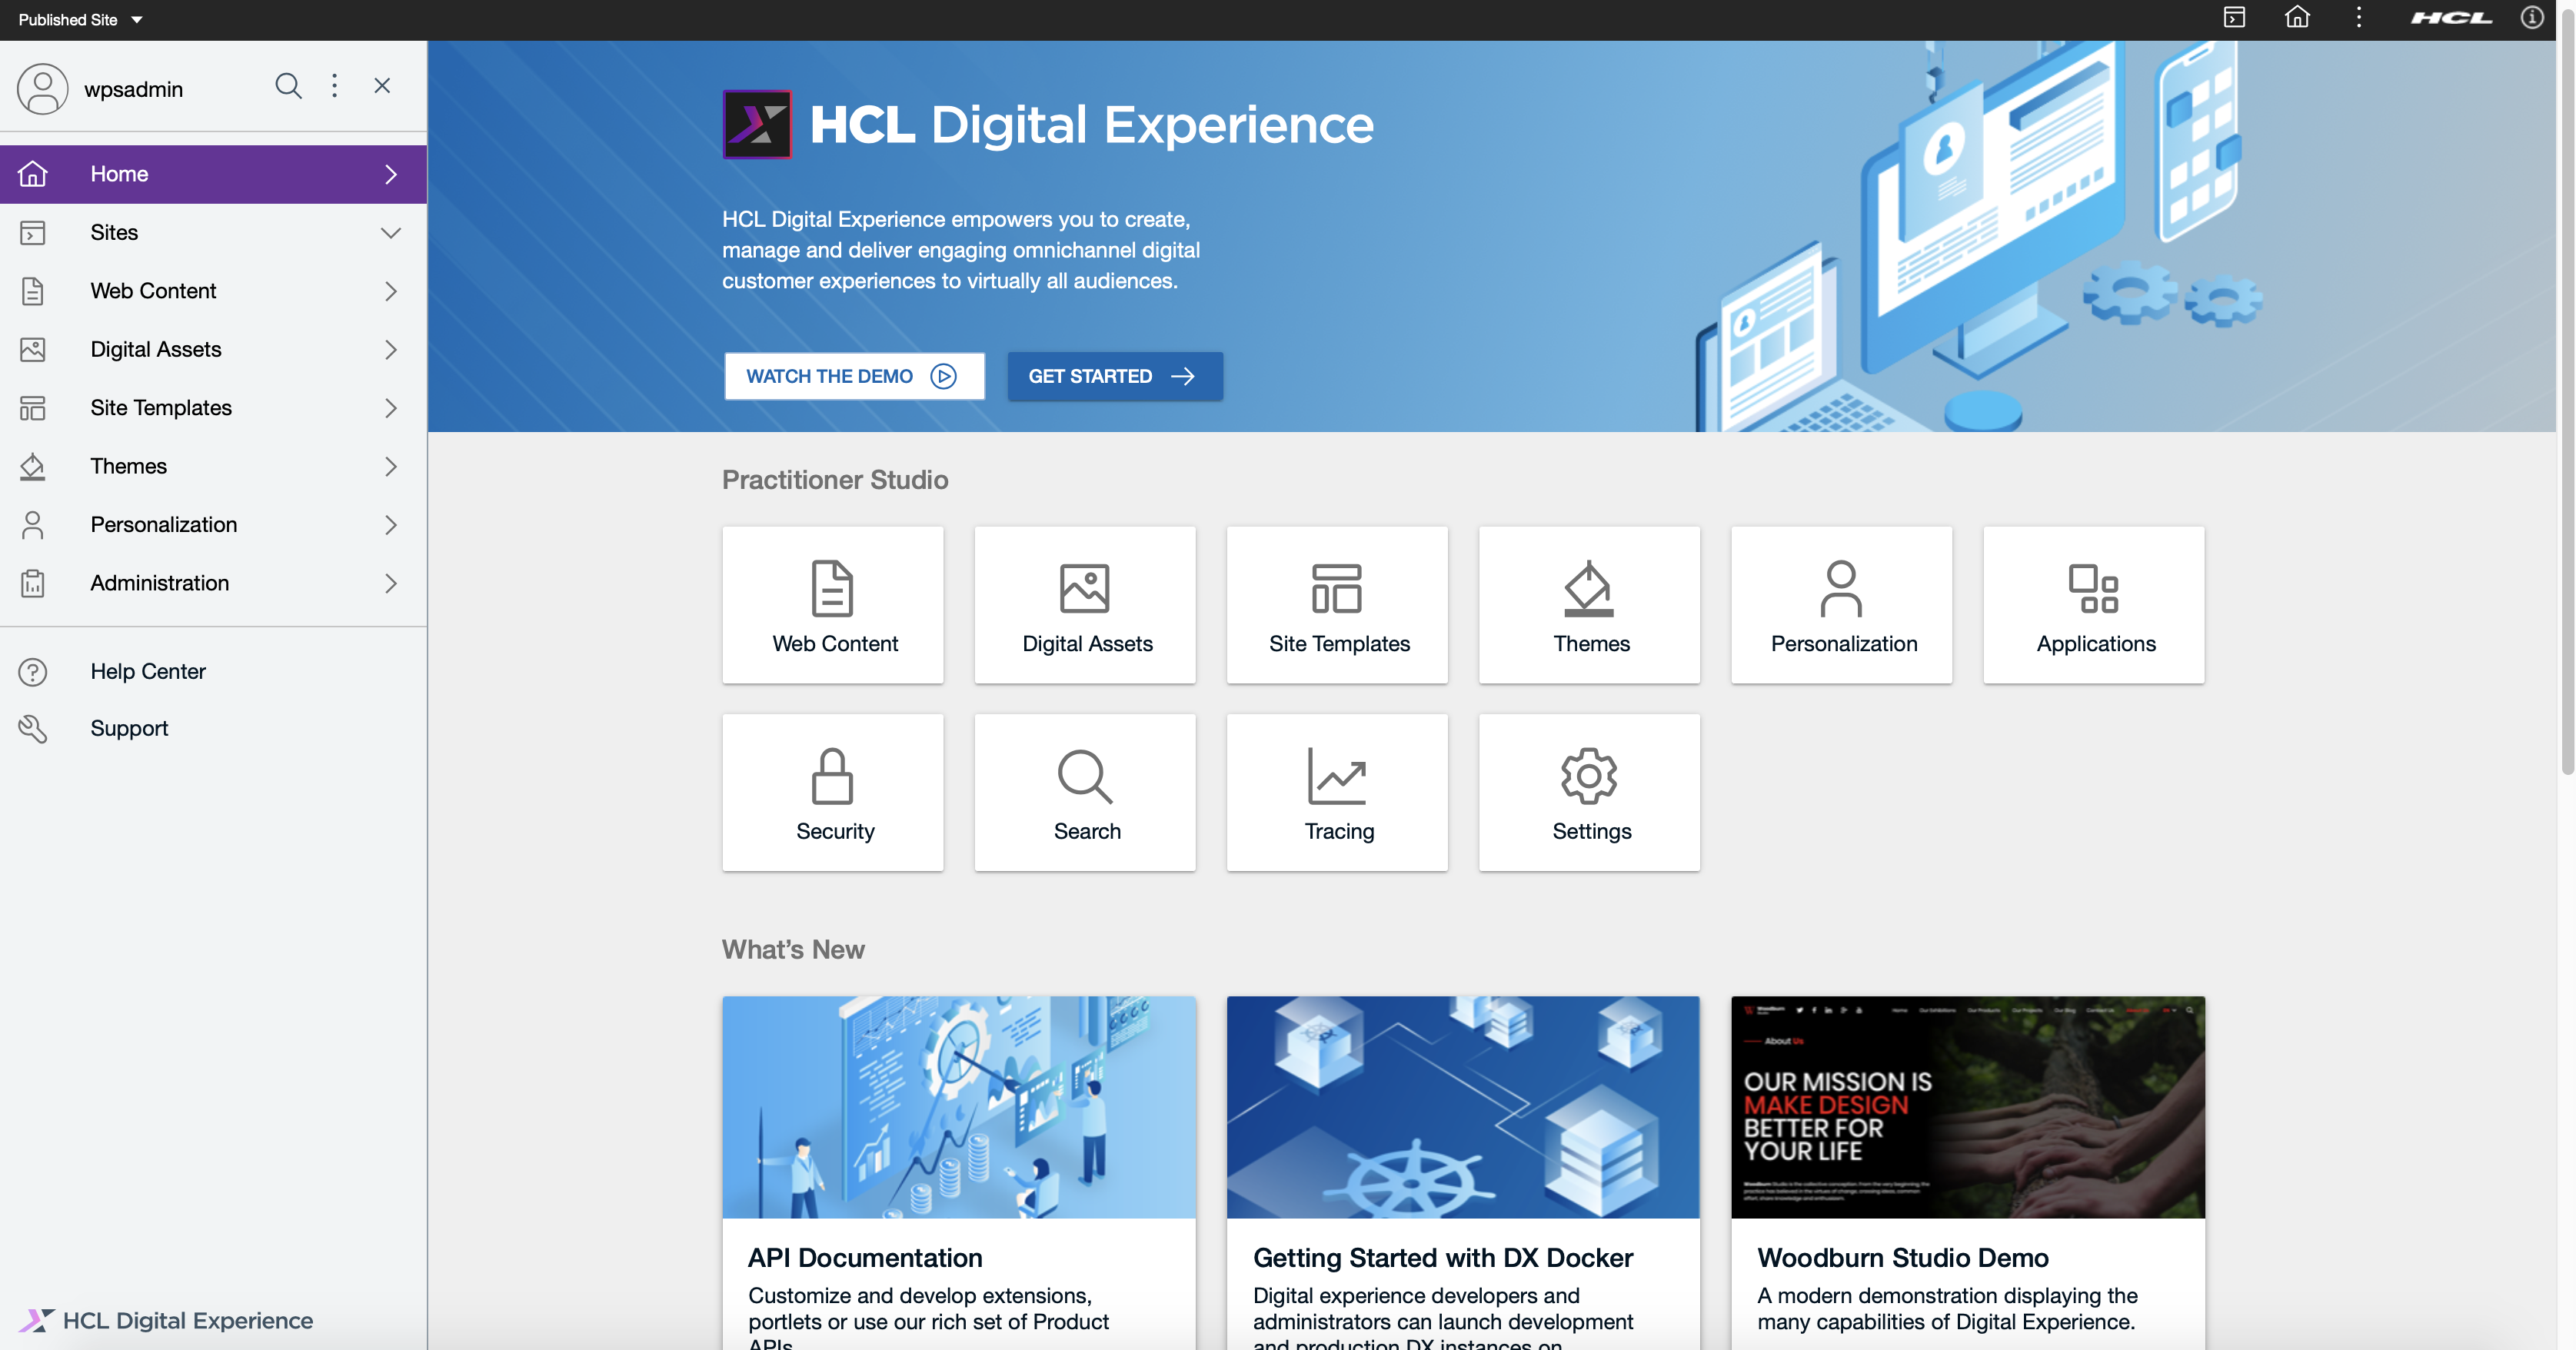 Published Site
HCL
wpsadmin
Home
Sites
Web Content
Digital Assets
Site Templates
Themes
Personalization
Administration
Help Center
Support
HCL Digital Experience
HCL Digital Experience
HCL Digital Experience empowers you to create,
manage and deliver engaging omnichannel digital
customer experiences to virtually all audiences.
WATCH THE DEMO
GET STARTED
Practitioner Studio
Web Content
Digital Assets
Site Templates
Themes
Personalization
Applications
Security
Search
Tracing
Settings
What’s New
About Us
OUR MISSION IS
MAKE DESIGN
BETTER FOR
YOUR LIFE
API Documentation
Customize and develop extensions,
portlets or use our rich set of Product
APIs
Getting Started with DX Docker
Digital experience developers and
administrators can launch development
and production DX instances on
Woodburn Studio Demo
A modern demonstration displaying the
many capabilities of Digital Experience.